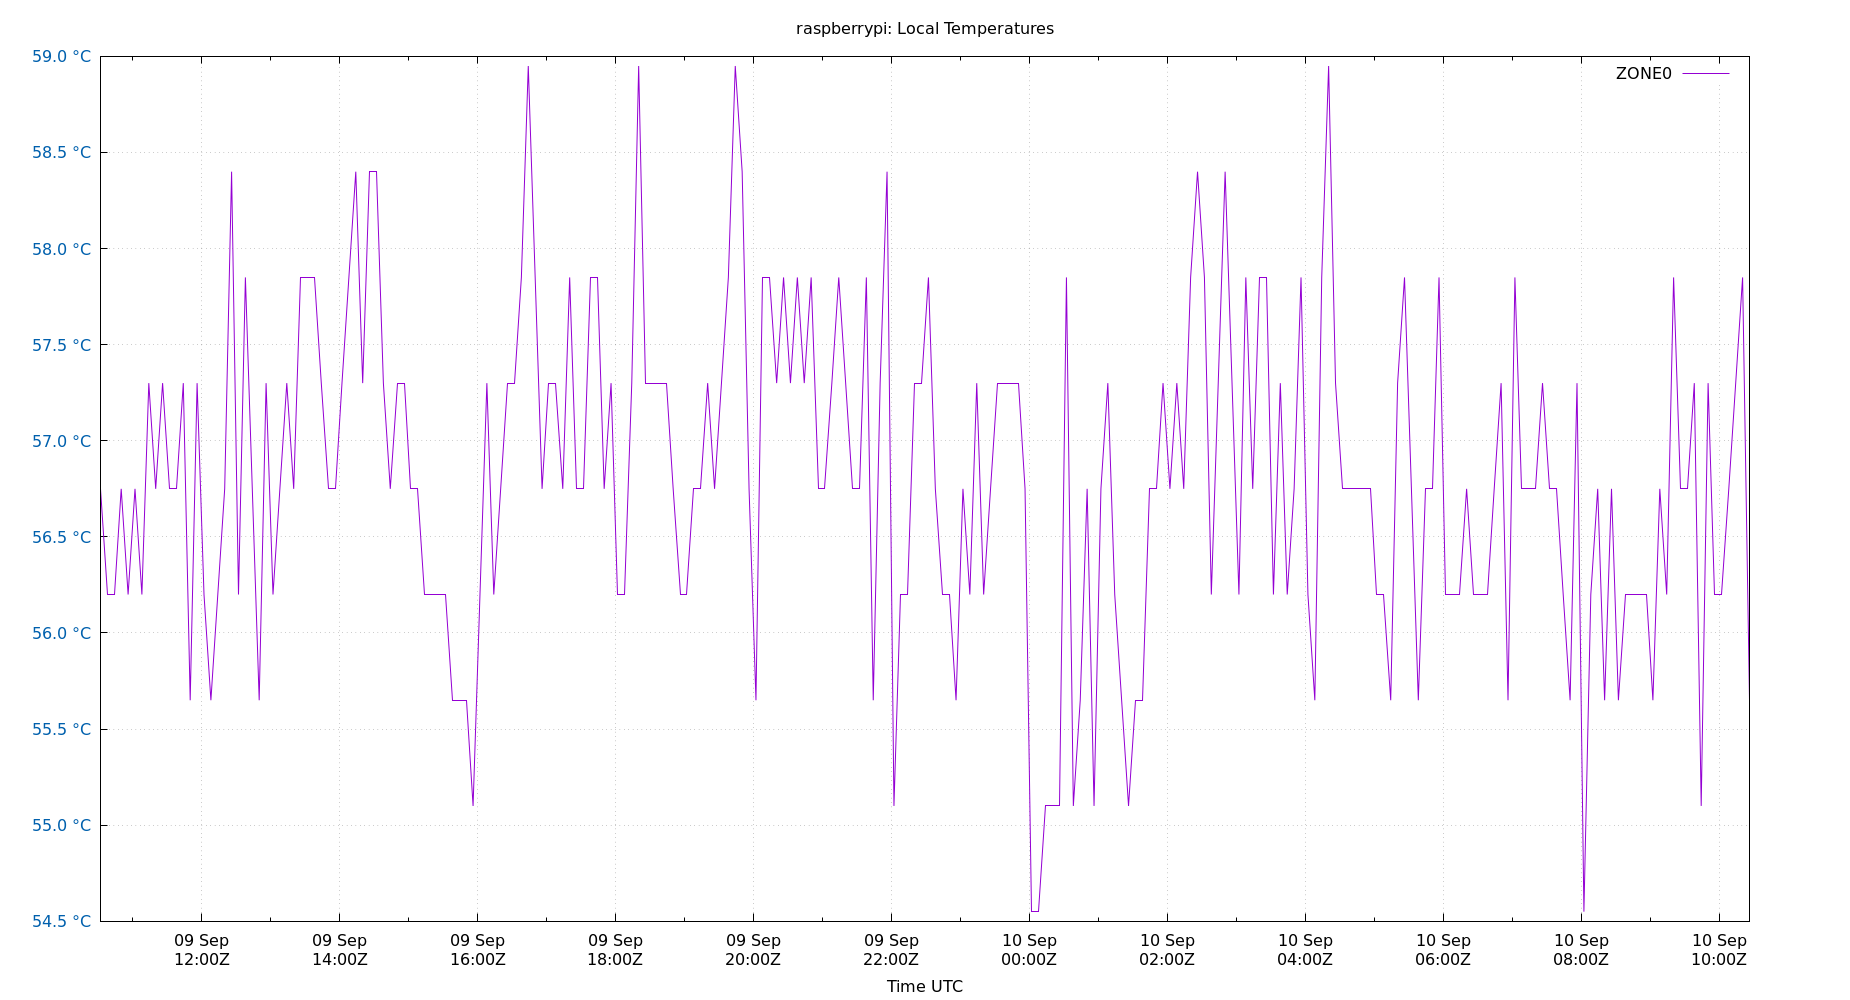 raspberrypi: Local Temperatures
59.0 °C
58.5 °C
58.0 °C
57.5 °C
57.0 °C
56.5 °C
56.0 °C
55.5 °C
55.0 °C
54.5 °C
ZONE0
09 Sep 09 Sep 09 Sep 09 Sep 09 Sep 09 Sep 10 Sep 10 Sep 10 Sep 10 Sep 10 Sep 10 Sep
12:00Z 14:00Z 16:00Z 18:00Z 20:00Z 22:00Z 00:00Z 02:00Z 04:00Z 06:00Z 08:00Z 10:00Z
Time UTC